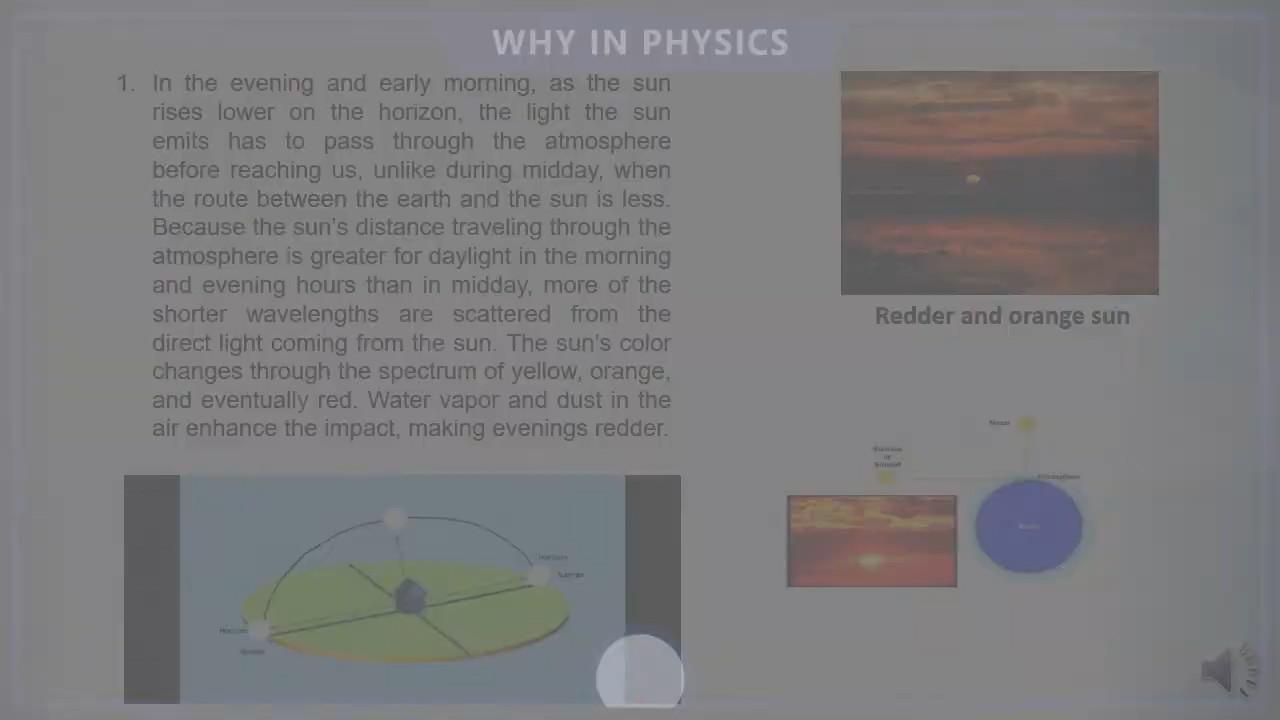 WHY IN PHYSICS
1. In the evening and early morning, as the sun
rises lower on the horizon, the light the sun
emits has to pass through the atmosphere
before reaching us, unlike during midday, when
the route between the earth and the sun is less.
Because the sun's distance traveling through the
atmosphere is greater for daylight in the morning
and evening hours than in midday, more of the
shorter wavelengths are scattered from the
direct light coming from the sun. The sun's color
changes through the spectrum of yellow, orange,
and eventually red. Water vapor and dust in the
air enhance the impact, making evenings redder.
Redder and orange sun
Horizon
Horizon